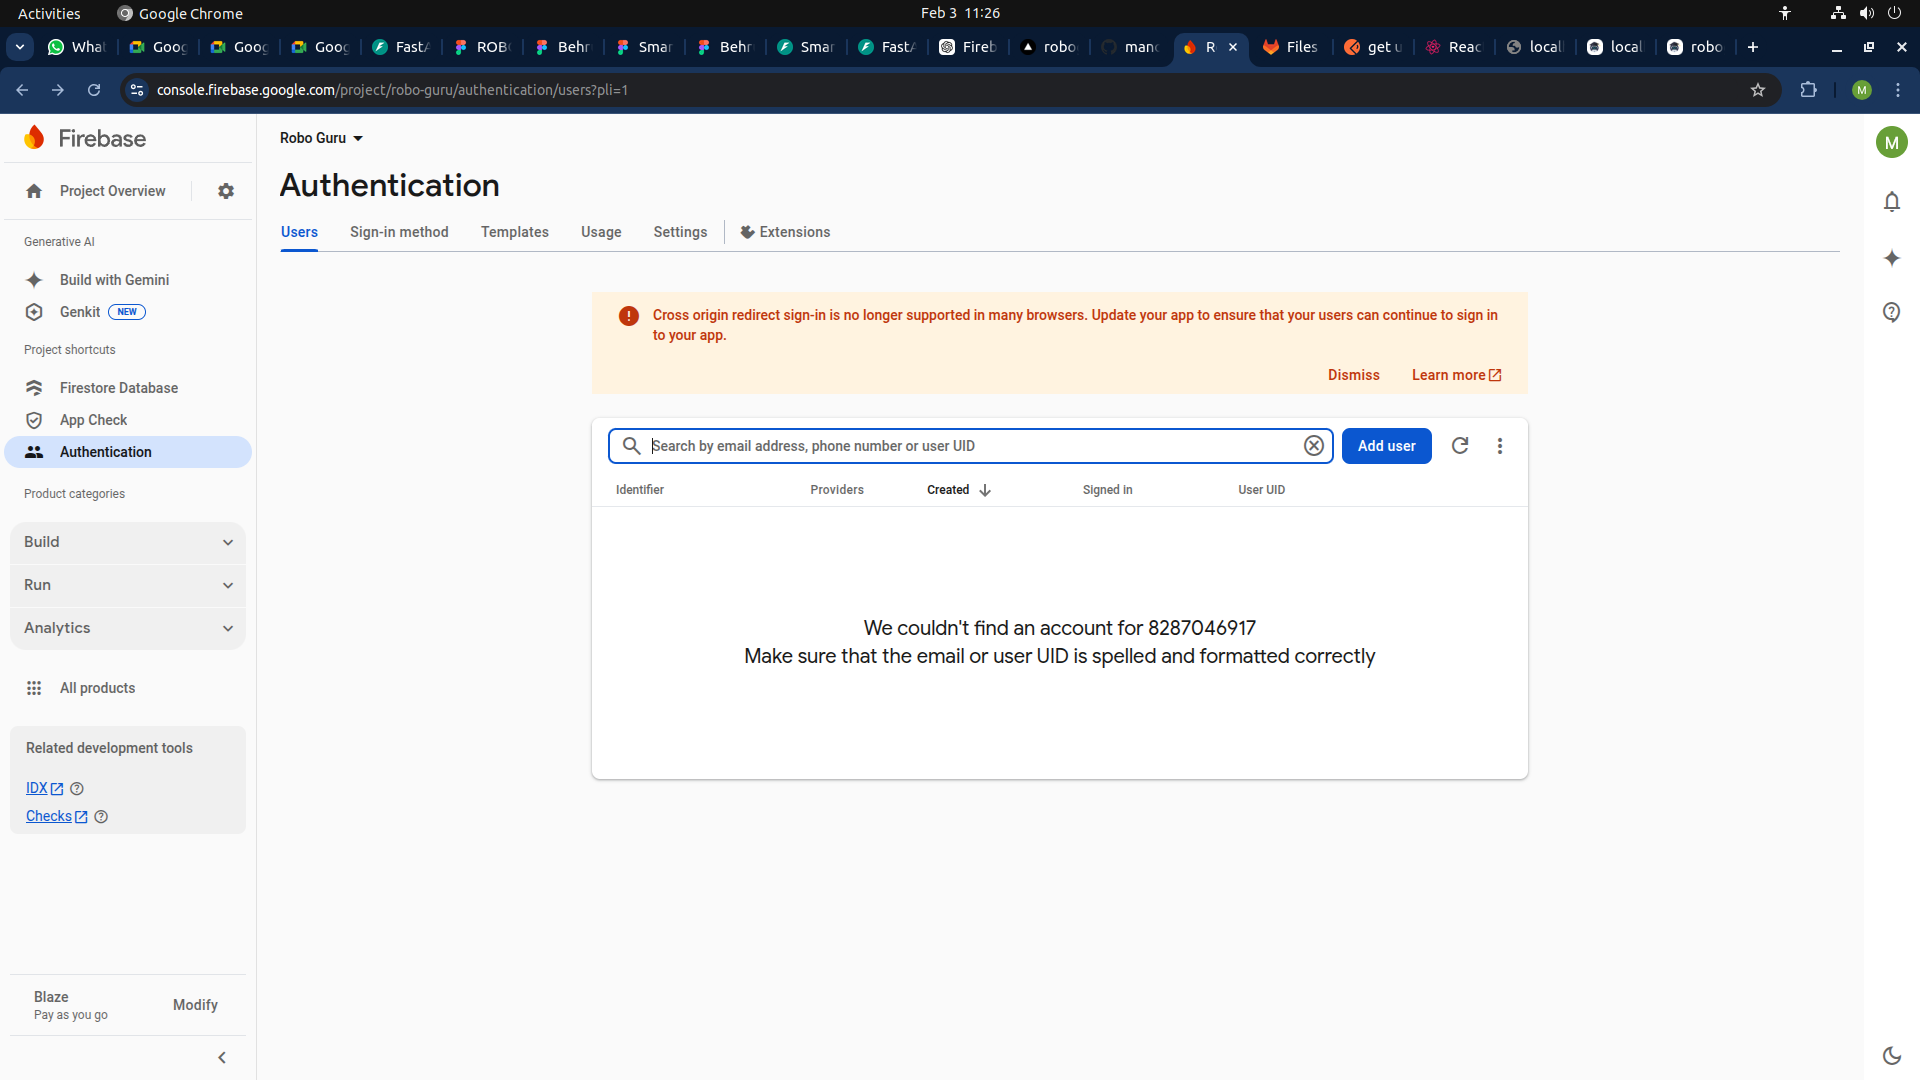 Activities
Google Chrome
Feb 3 11:26
What
Goog
Goog
Goog
FastA
ROBO
Behr
Smar
Behr
Smar
FastA
Fireb
robo
mano
R
Files
get u
Reac
locall
locall
robo
console.firebase.google.com/project/robo-guru/authentication/users?pli=1
M
Firebase
Project Overview
Generative AI
Build with Gemini
Genkit NEW
Project shortcuts
Firestore Database
App Check
Authentication
Product categories
Build
Run
Analytics
All products
Related development tools
IDX
Checks
Blaze
Pay as you go
Modify
Robo Guru
M
Authentication
Users Sign-in method Templates Usage Settings Extensions
Cross origin redirect sign-in is no longer supported in many browsers. Update your app to ensure that your users can continue to sign in
to your app.
Dismiss Learn more
Search by email address, phone number or user UID
Add user
Identifier Providers Created Signed in User UID
We couldn't find an account for 8287046917
Make sure that the email or user UID is spelled and formatted correctly